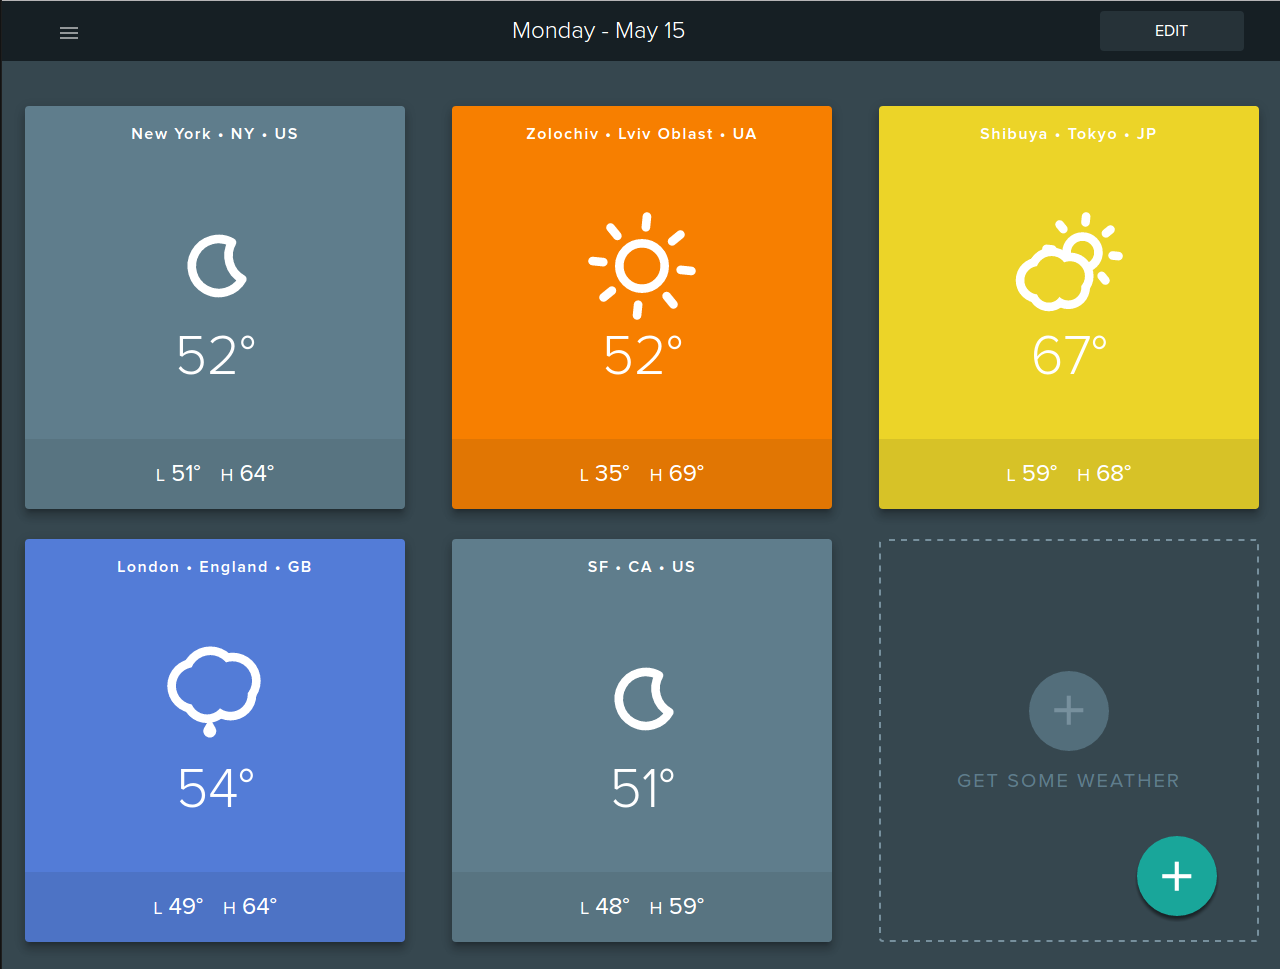 Monday - May 15
EDIT
New York • NY • US
52°
L 51° H 64°
Zolochiv • Lviv Oblast • UA
52°
L 35° H 69°
Shibuya • Tokyo • JP
67°
L 59° H 68°
London • England • GB
54°
L 49° H 64°
SF • CA • US
51°
L 48° H 59°
GET SOME WEATHER